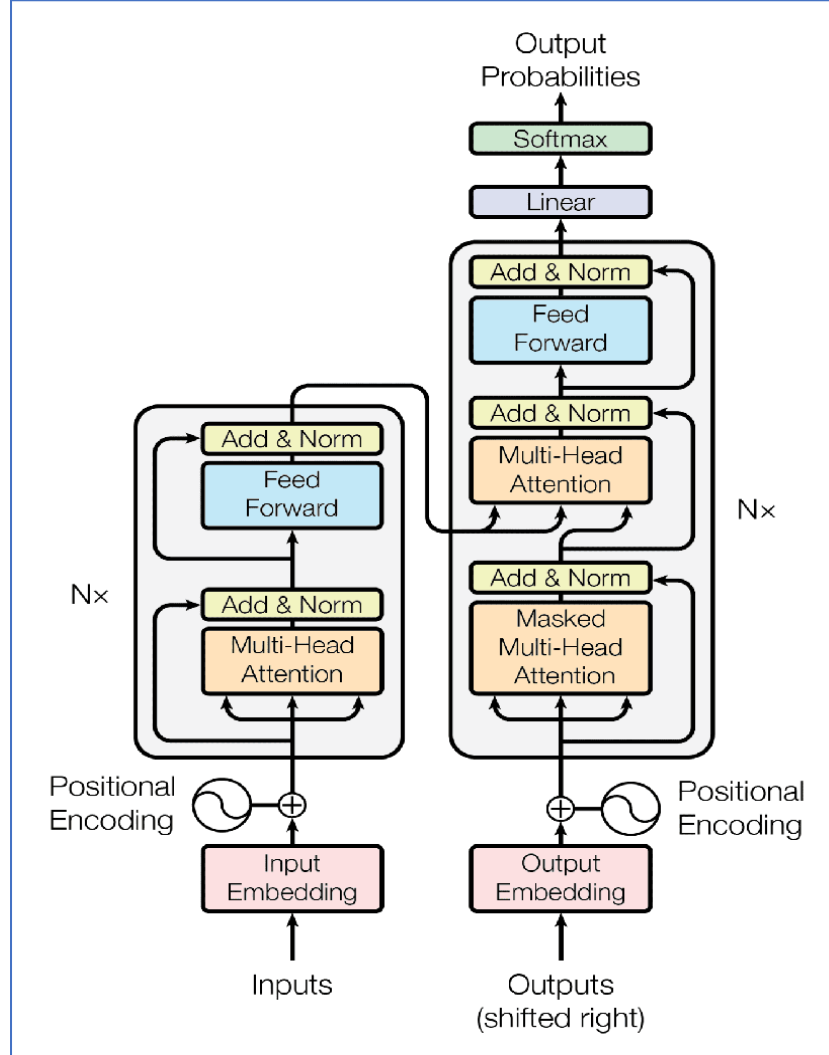 Output
Probabilities
Softmax
Linear
Add & Norm
Feed
Forward
Add & Norm
Multi-Head
Attention
Add & Norm
Masked
Multi-Head
Attention
Nx
Add & Norm
Feed
Forward
Add & Norm
Multi-Head
Attention
Nx
Positional
Encoding
Positional
Encoding
Input
Embedding
Output
Embedding
Inputs
Outputs
(shifted right)